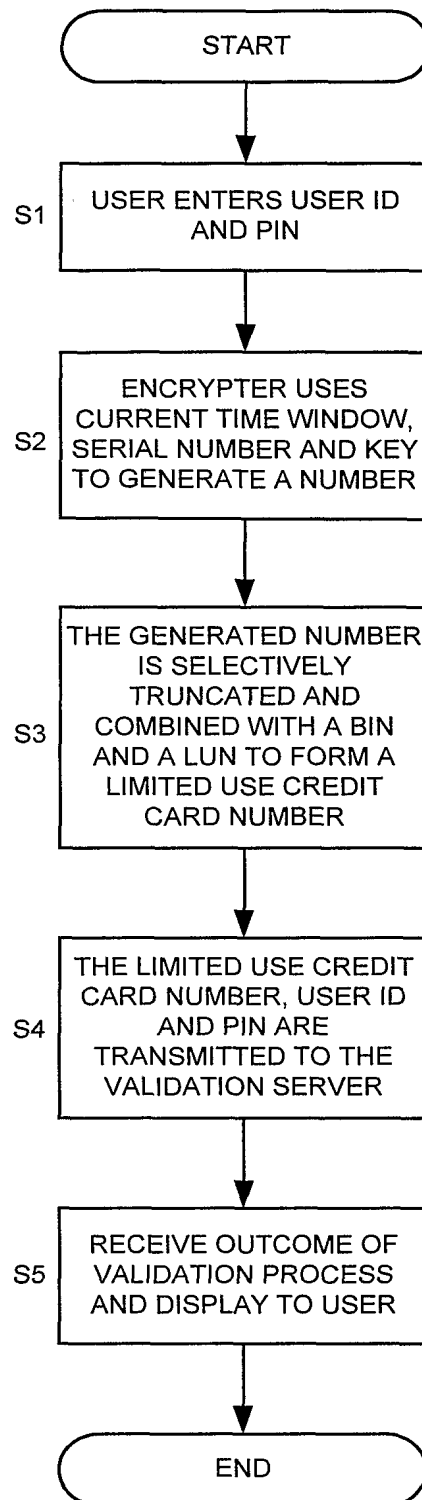 START
S1
USER ENTERS USER ID
AND PIN
S2
ENCRYPTER USES
CURRENT TIME WINDOW,
SERIAL NUMBER AND KEY
TO GENERATE A NUMBER
S3
THE GENERATED NUMBER
IS SELECTIVELY
TRUNCATED AND
COMBINED WITH A BIN
AND A LUN TO FORM A
LIMITED USE CREDIT
CARD NUMBER
S4
THE LIMITED USE CREDIT
CARD NUMBER, USER ID
AND PIN ARE
TRANSMITTED TO THE
VALIDATION SERVER
S5
RECEIVE OUTCOME OF
VALIDATION PROCESS
AND DISPLAY TO USER
END